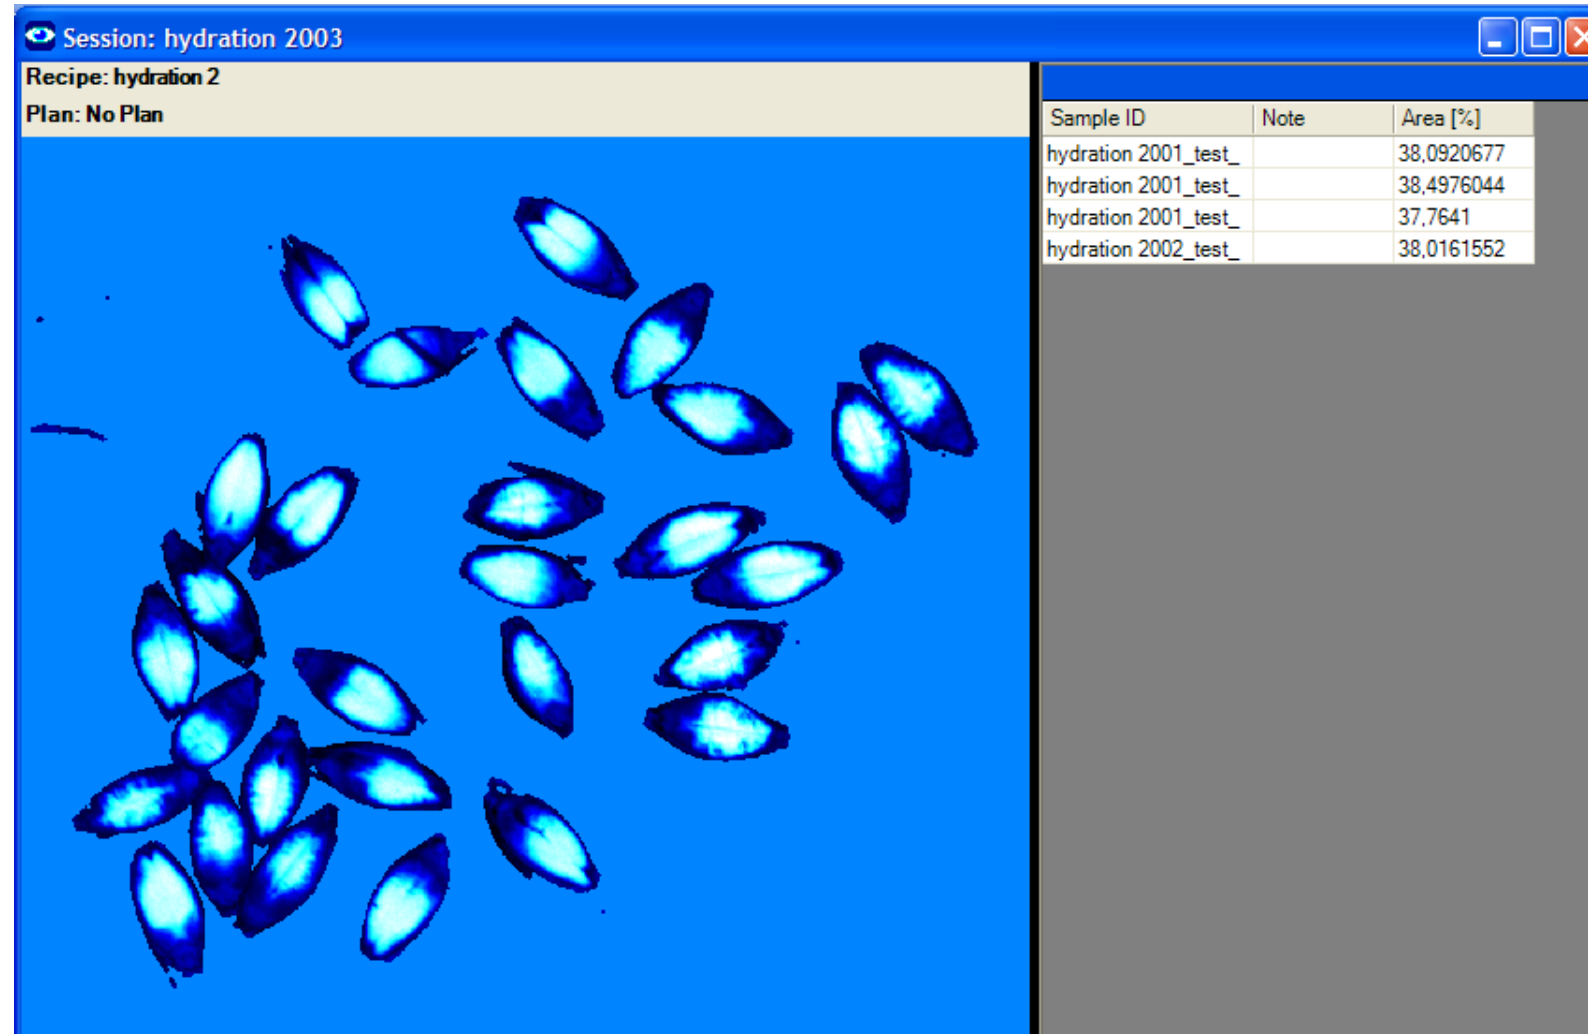 Session: hydration 2003
Recipe: hydration 2
Plan: No Plan
Sample ID Note Area [%]
hydration 2001_test_ 38,0920677
hydration 2001_test_ 38,4976044
hydration 2001_test_ 37,7641
hydration 2002_test_ 38,0161552